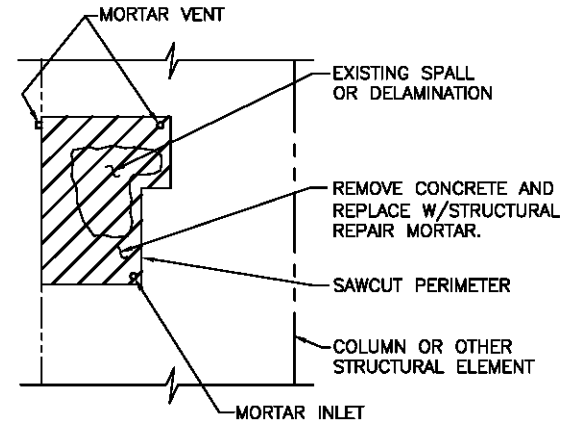 MORTAR VENT
EXISTING SPALL
OR DELAMINATION
REMOVE CONCRETE AND
REPLACE W/STRUCTURAL
REPAIR MORTAR.
SAWCUT PERIMETER
COLUMN OR OTHER
STRUCTURAL ELEMENT
MORTAR INLET